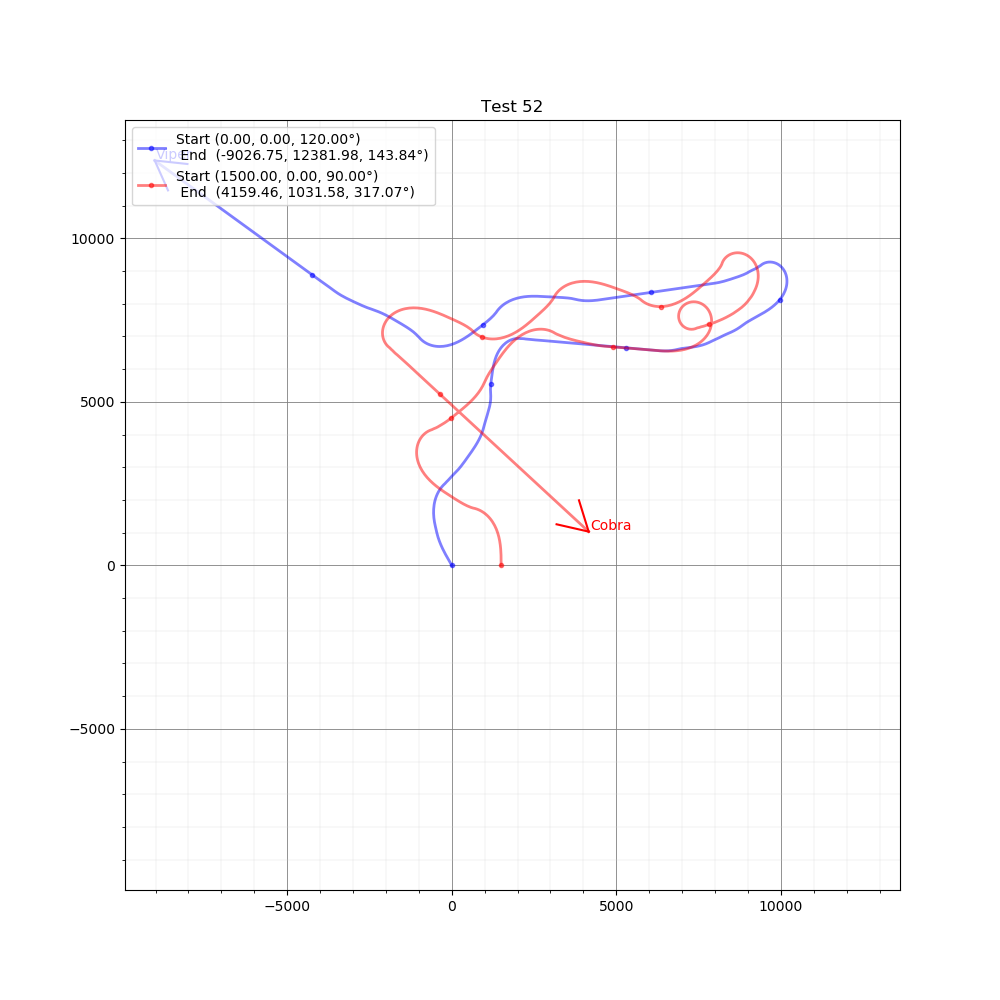 Test 52
Start (0.00, 0.00, 120.00°)
End (-9026.75, 12381.98, 143.84°)
Start (1500.00, 0.00, 90.00°)
End (4159.46, 1031.58, 317.07°)
Viper
Cobra
10000
5000
0
−5000
−5000
0
5000
10000